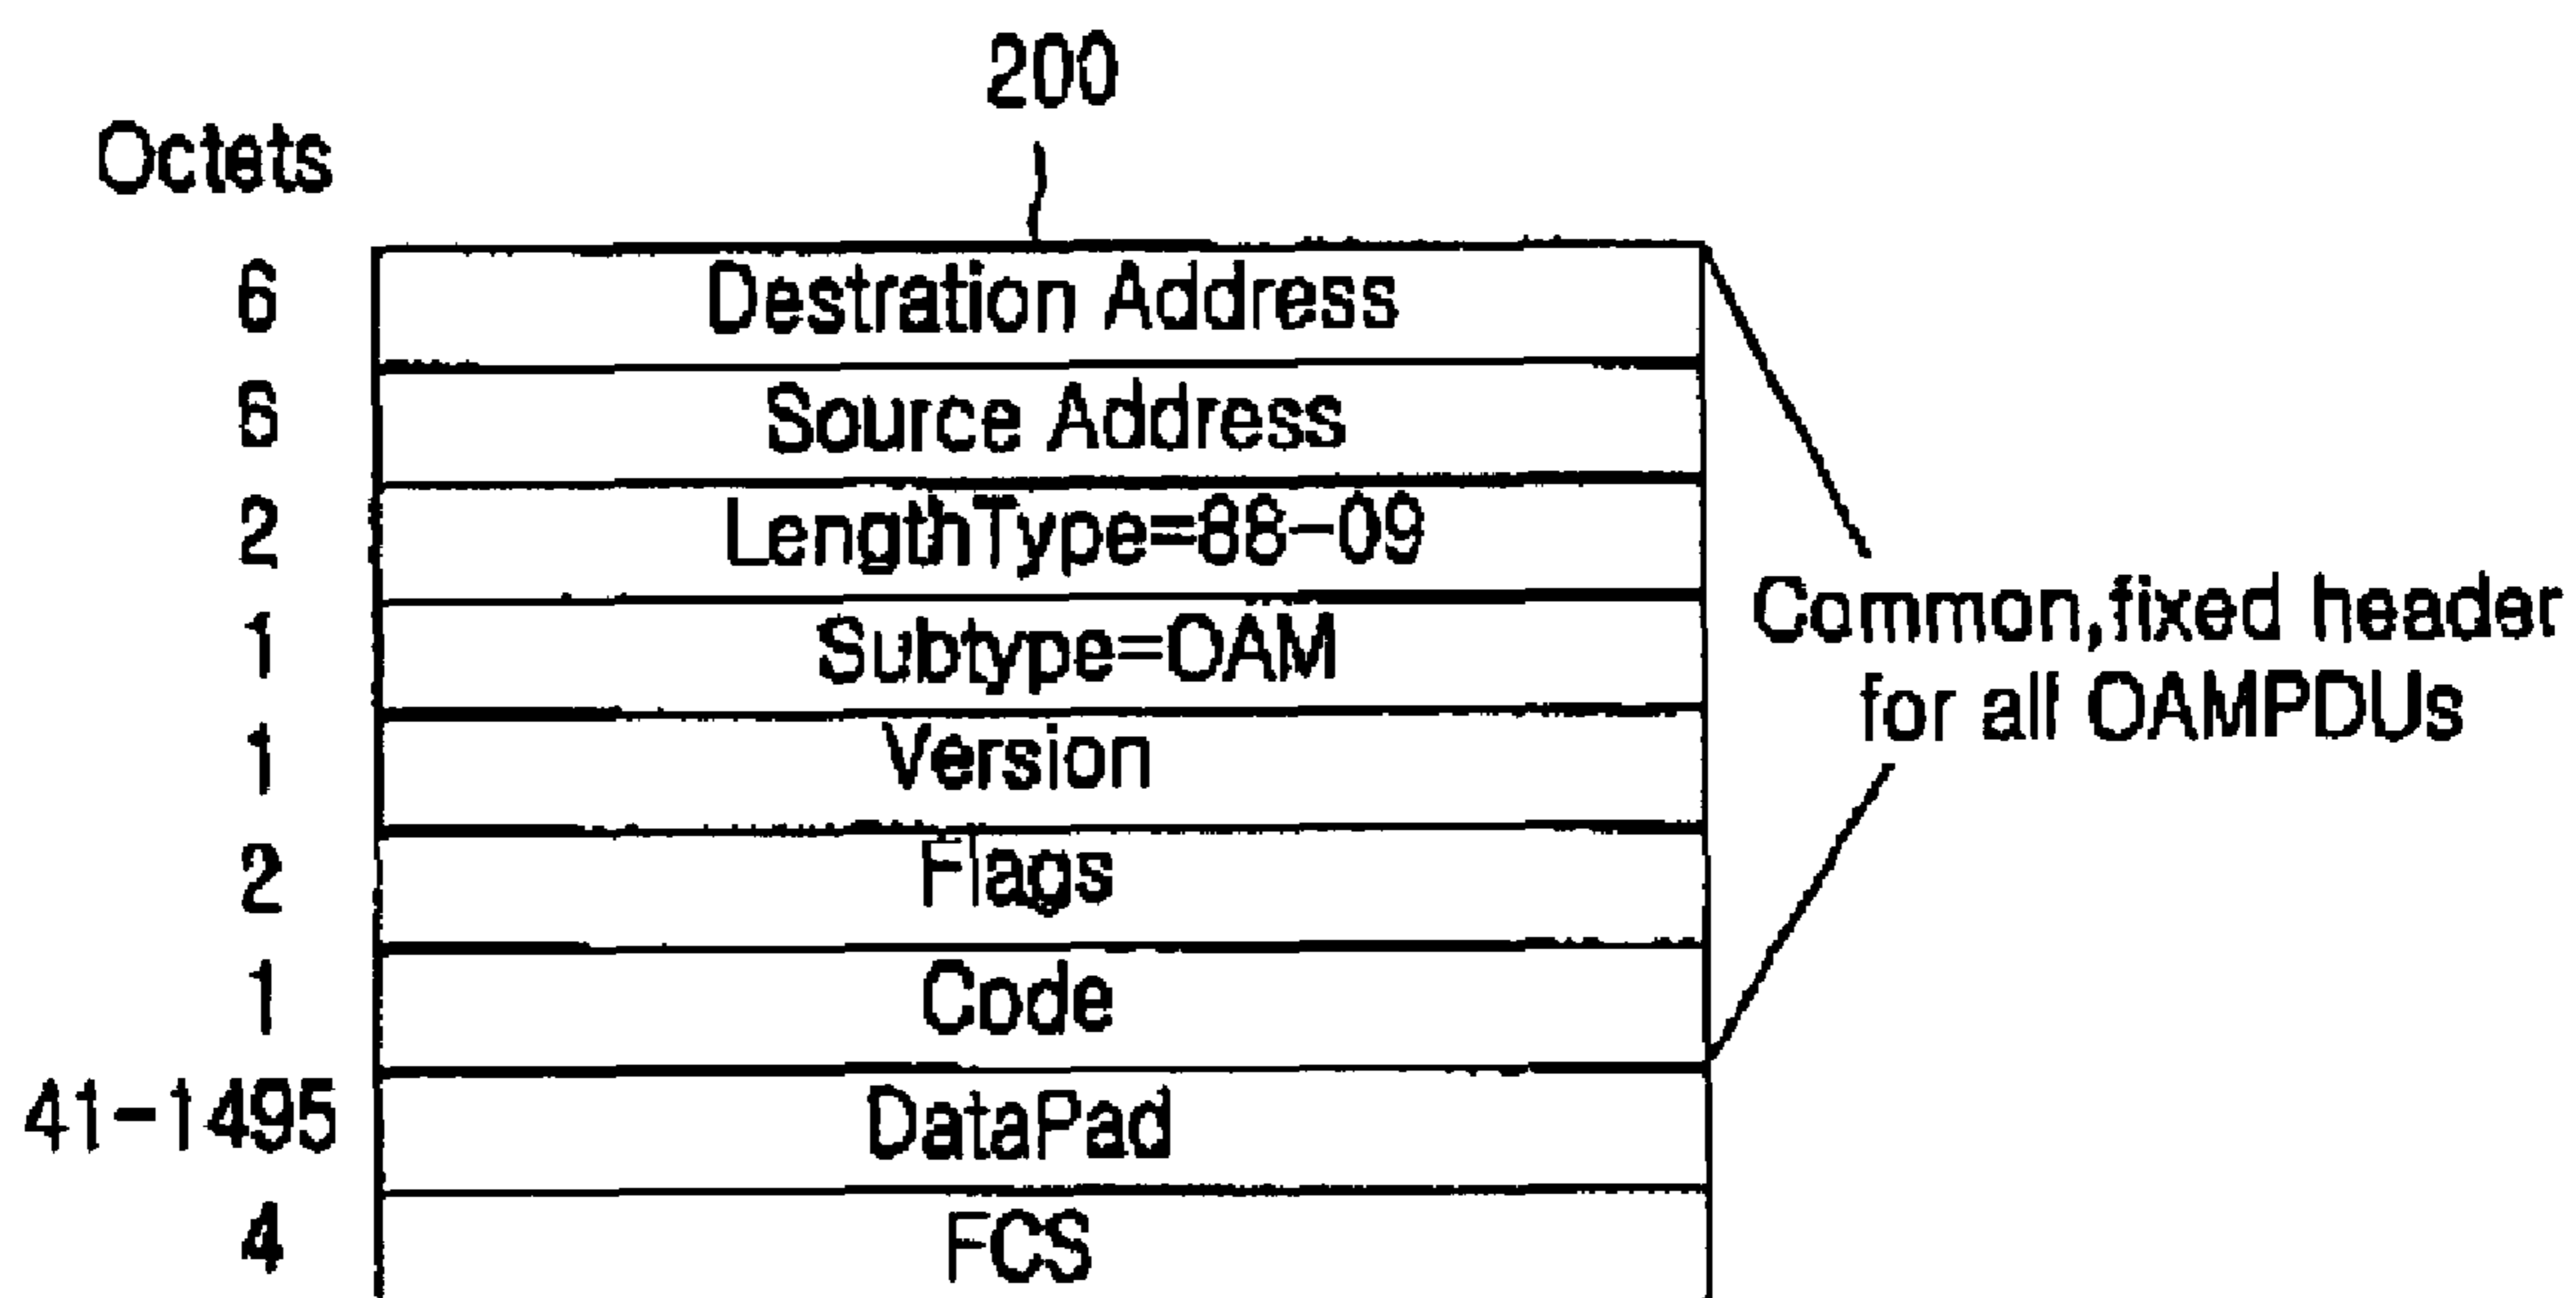 200
Octets
6 Destration Address
6 Source Address
2 LengthType=88-09
1 Subtype=OAM
1 Version
2 Flags
1 Code
41-1495 DataPad
4 FCS
Common,fixed header
for all OAMPDUs